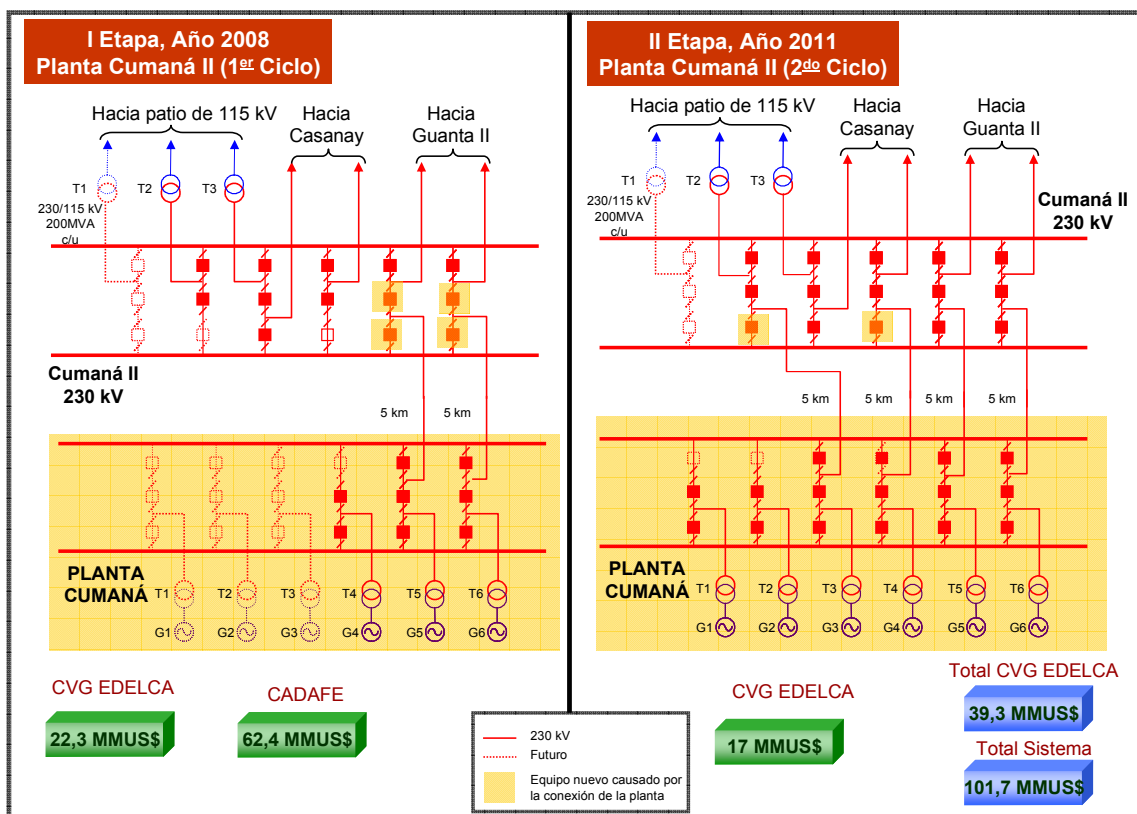 I Etapa, Año 2008
Planta Cumaná II (1er Ciclo)
Hacia patio de 115 kV
Hacia
Casanay
Hacia
Guanta II
T1
T2
T3
230/115 kV
200MVA
c/u
Cumaná II
230 kV
5 km
5 km
PLANTA
CUMANÁ
T1
T2
T3
T4
T5
T6
G1
G2
G3
G4
G5
G6
CVG EDELCA
22,3 MMUS$
CADAFE
62,4 MMUS$
II Etapa, Año 2011
Planta Cumaná II (2do Ciclo)
Hacia patio de 115 kV
Hacia
Casanay
Hacia
Guanta II
T1
T2
T3
230/115 kV
200MVA
c/u
Cumaná II
230 kV
5 km
5 km
5 km
5 km
PLANTA
CUMANÁ
T1
T2
T3
T4
T5
T6
G1
G2
G3
G4
G5
G6
CVG EDELCA
17 MMUS$
Total CVG EDELCA
39,3 MMUS$
Total Sistema
101,7 MMUS$
230 kV
Futuro
Equipo nuevo causado por
la conexión de la planta